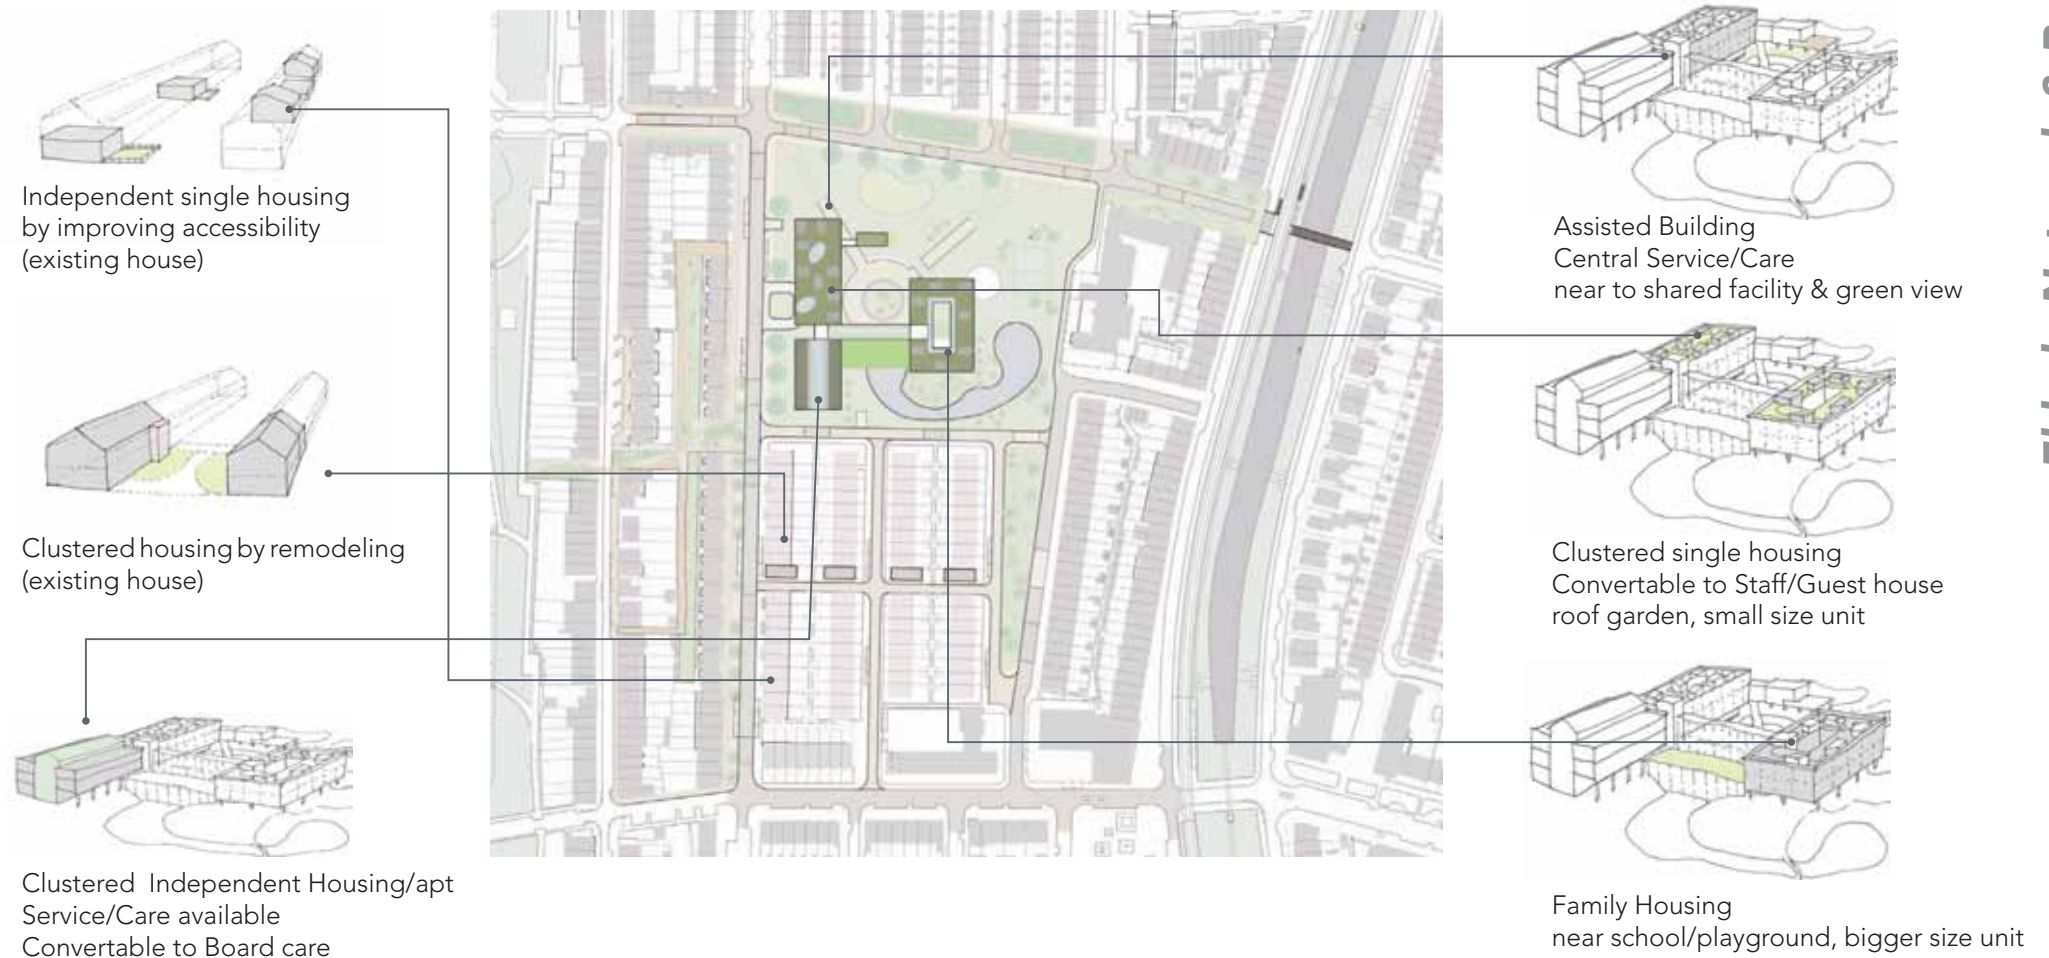 Independent single housing
by improving accessibility
(existing house)
Clustered housing by remodeling
(existing house)
Clustered Independent Housing/apt
Service/Care available
Convertable to Board care
Assisted Building
Central Service/Care
near to shared facility & green view
Clustered single housing
Convertable to Staff/Guest house
roof garden, small size unit
Family Housing
near school/playground, bigger size unit